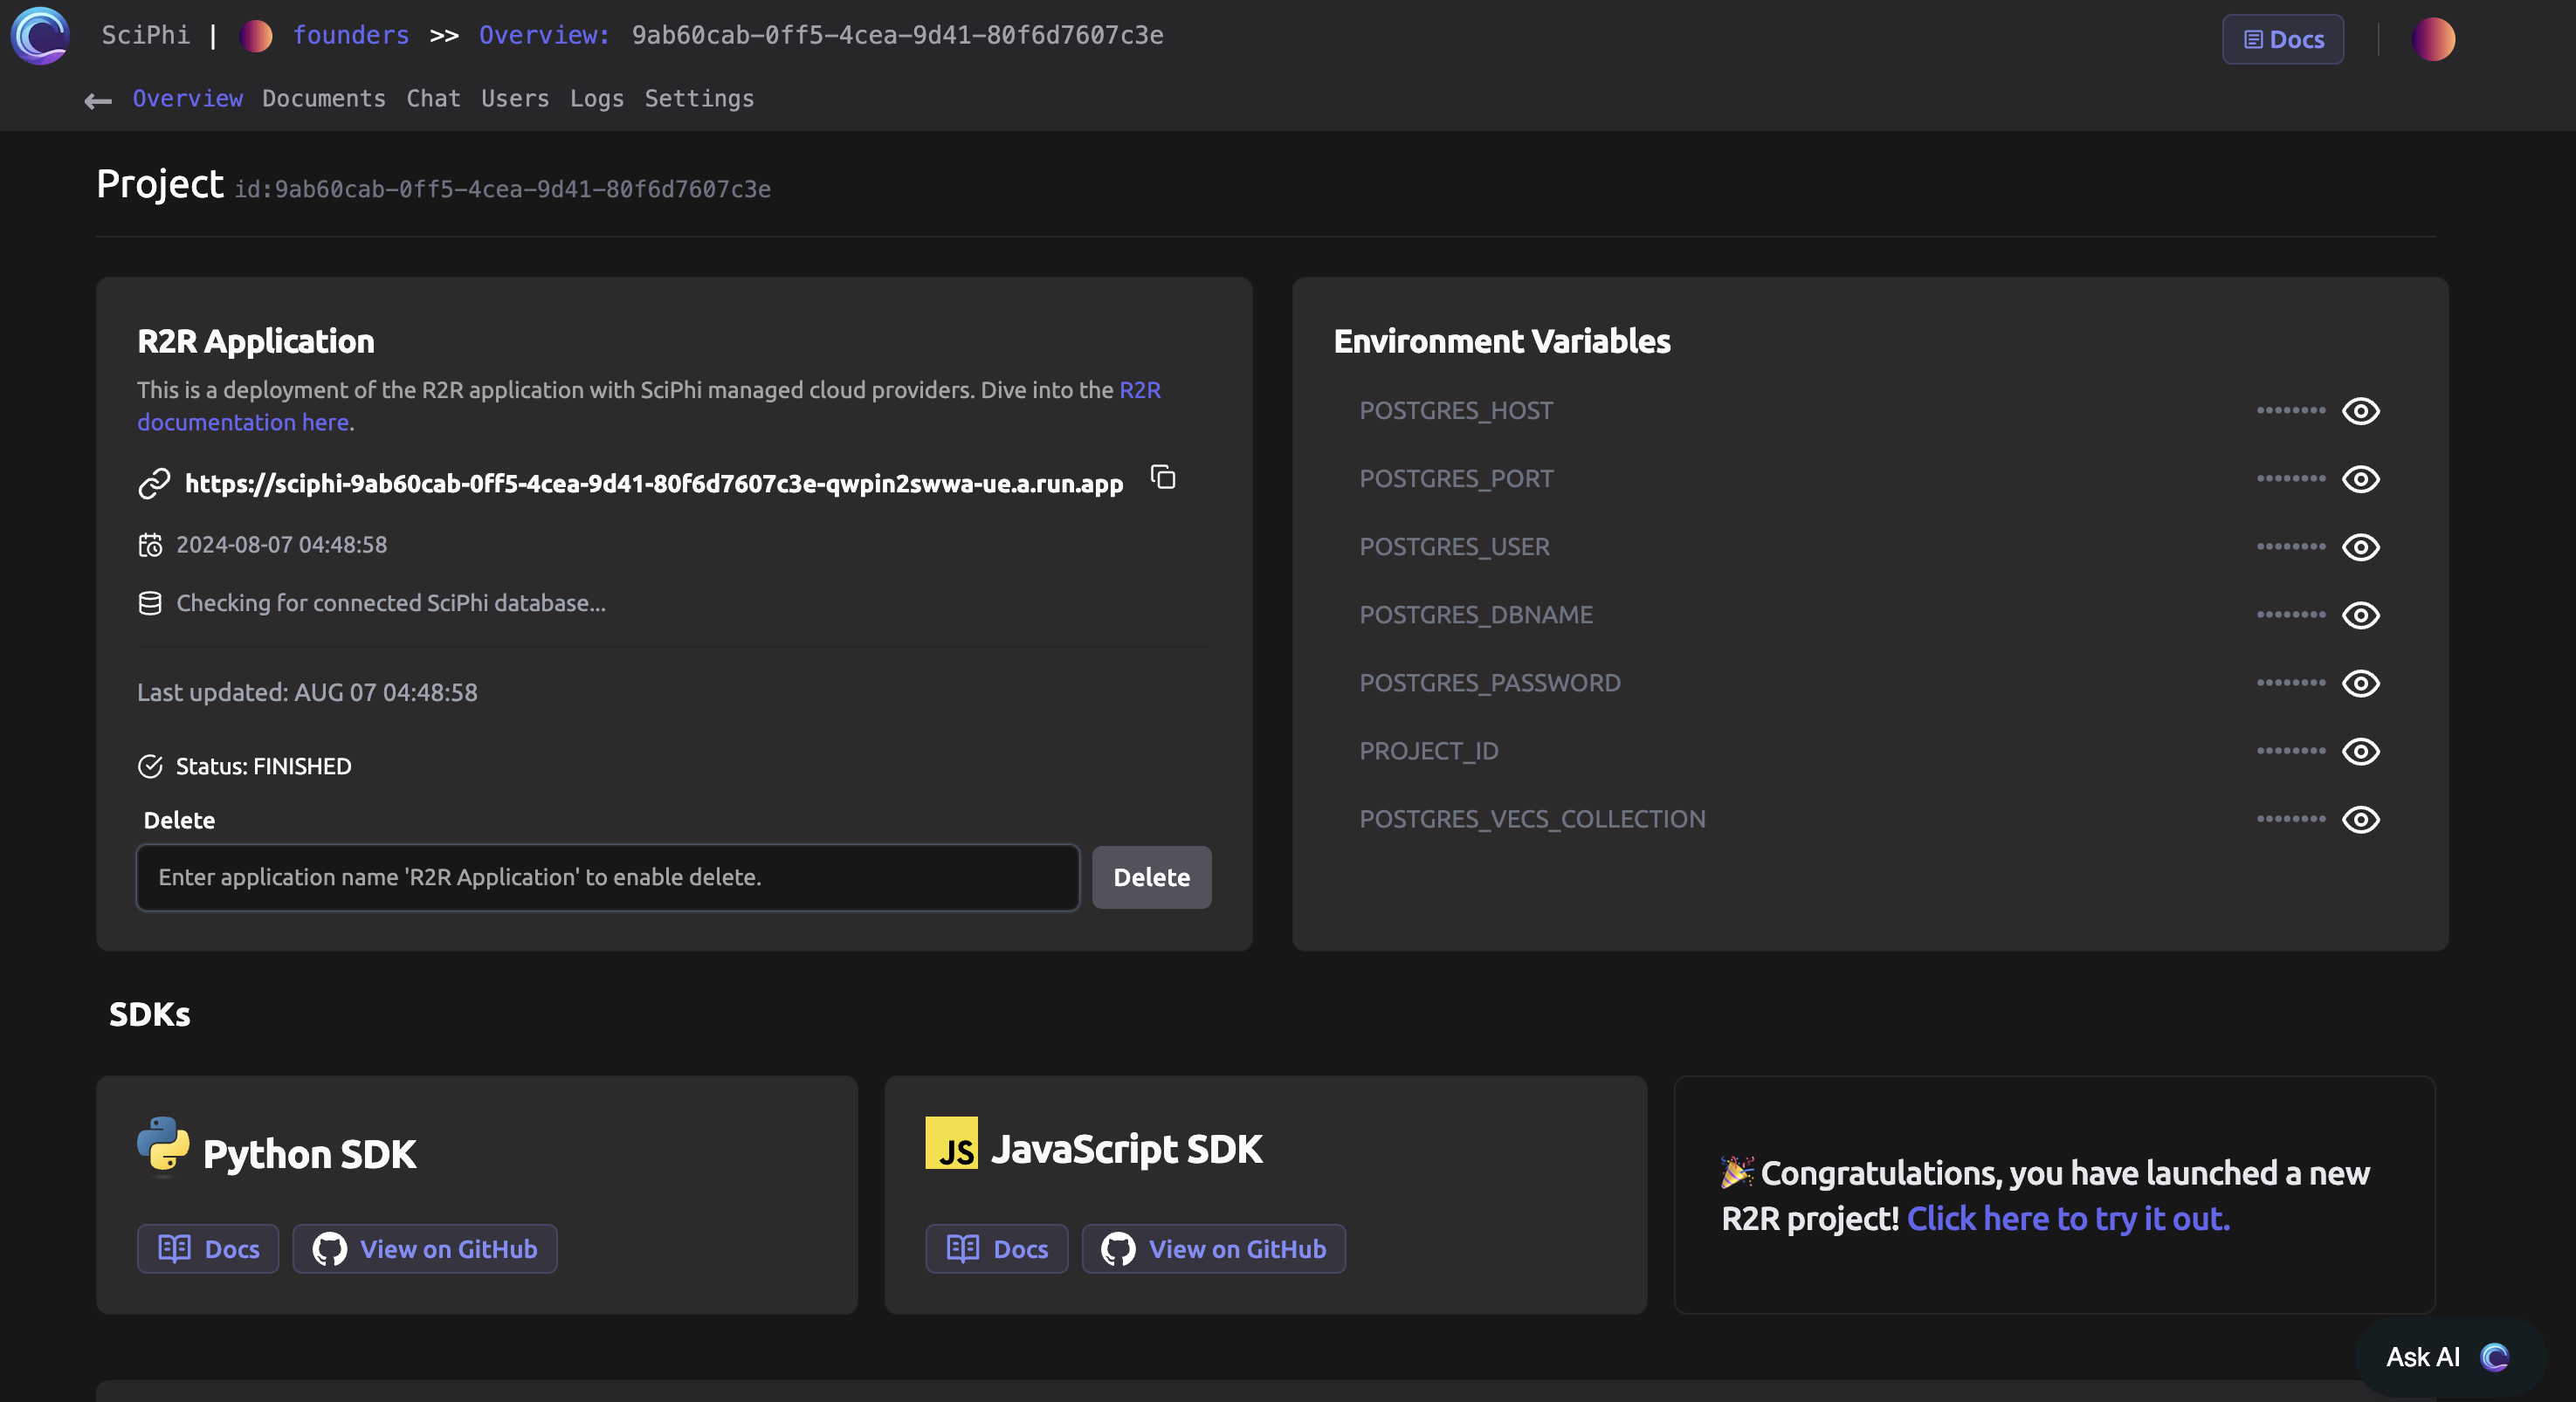 SciPhi | founders >> Overview: 9ab60cab-0ff5-4cea-9d41-80f6d7607c3e
Docs
Overview Documents Chat Users Logs Settings
Project id:9ab60cab-0ff5-4cea-9d41-80f6d7607c3e
R2R Application
This is a deployment of the R2R application with SciPhi managed cloud providers. Dive into the R2R
documentation here.
https://sciphi-9ab60cab-0ff5-4cea-9d41-80f6d7607c3e-qwpin2swwa-ue.a.run.app
2024-08-07 04:48:58
Checking for connected SciPhi database...
Last updated: AUG 07 04:48:58
Status: FINISHED
Delete
Enter application name 'R2R Application' to enable delete.
Delete
Environment Variables
POSTGRES_HOST ••••••••
POSTGRES_PORT ••••••••
POSTGRES_USER ••••••••
POSTGRES_DBNAME ••••••••
POSTGRES_PASSWORD ••••••••
PROJECT_ID ••••••••
POSTGRES_VECS_COLLECTION ••••••••
SDKs
Python SDK
Docs
View on GitHub
JS JavaScript SDK
Docs
View on GitHub
🎉 Congratulations, you have launched a new
R2R project! Click here to try it out.
Ask AI